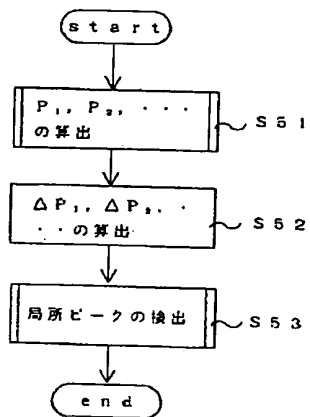 start
P₁, P₂, ・・・
の算出
S51
ΔP₁, ΔP₂, ・
・・の算出
S52
局所ピークの検出
S53
end